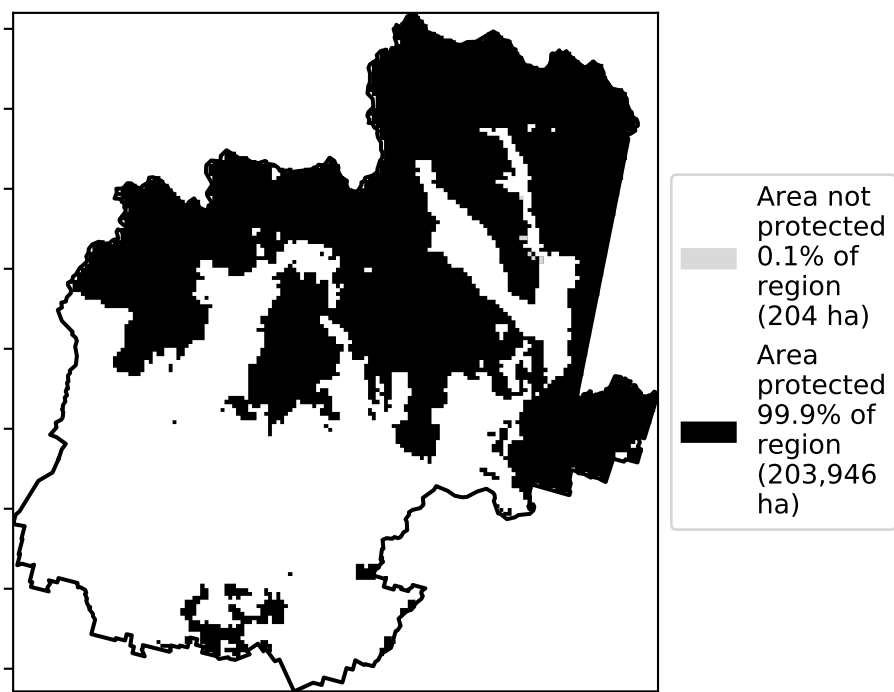 Area not
protected
0.1% of
region
(204 ha)
Area
protected
99.9% of
region
(203,946
ha)